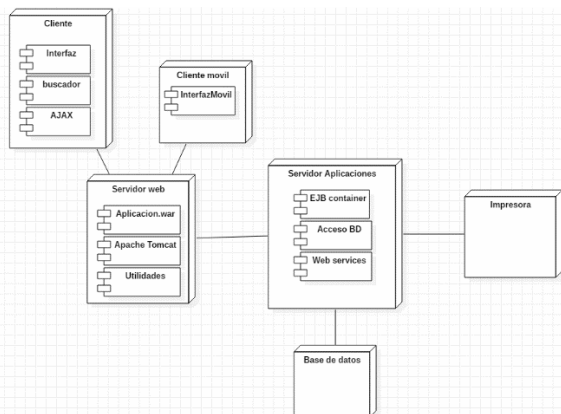 Cliente
Interfaz
buscador
AJAX
Cliente movil
InterfazMovil
Servidor web
Aplicacion.war
Apache Tomcat
Utilidades
Servidor Aplicaciones
EJB container
Acceso BD
Web services
Impresora
Base de datos